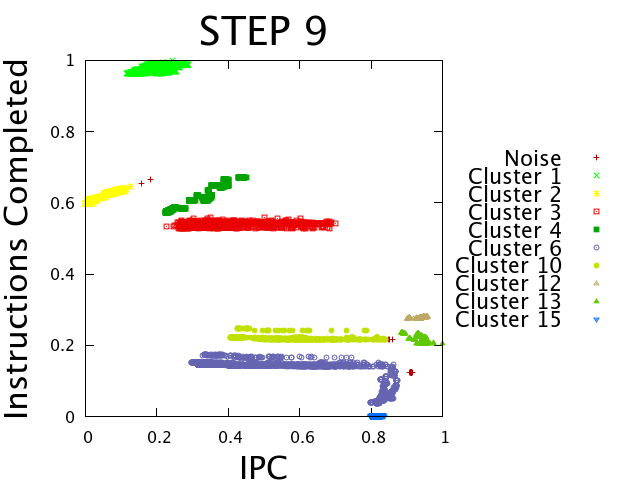 STEP 9
Instructions Completed
1
0.8
0.6
0.4
0.2
0
0
0.2
0.4
0.6
0.8
1
IPC
Noise
Cluster 1
Cluster 2
Cluster 3
Cluster 4
Cluster 6
Cluster 10
Cluster 12
Cluster 13
Cluster 15